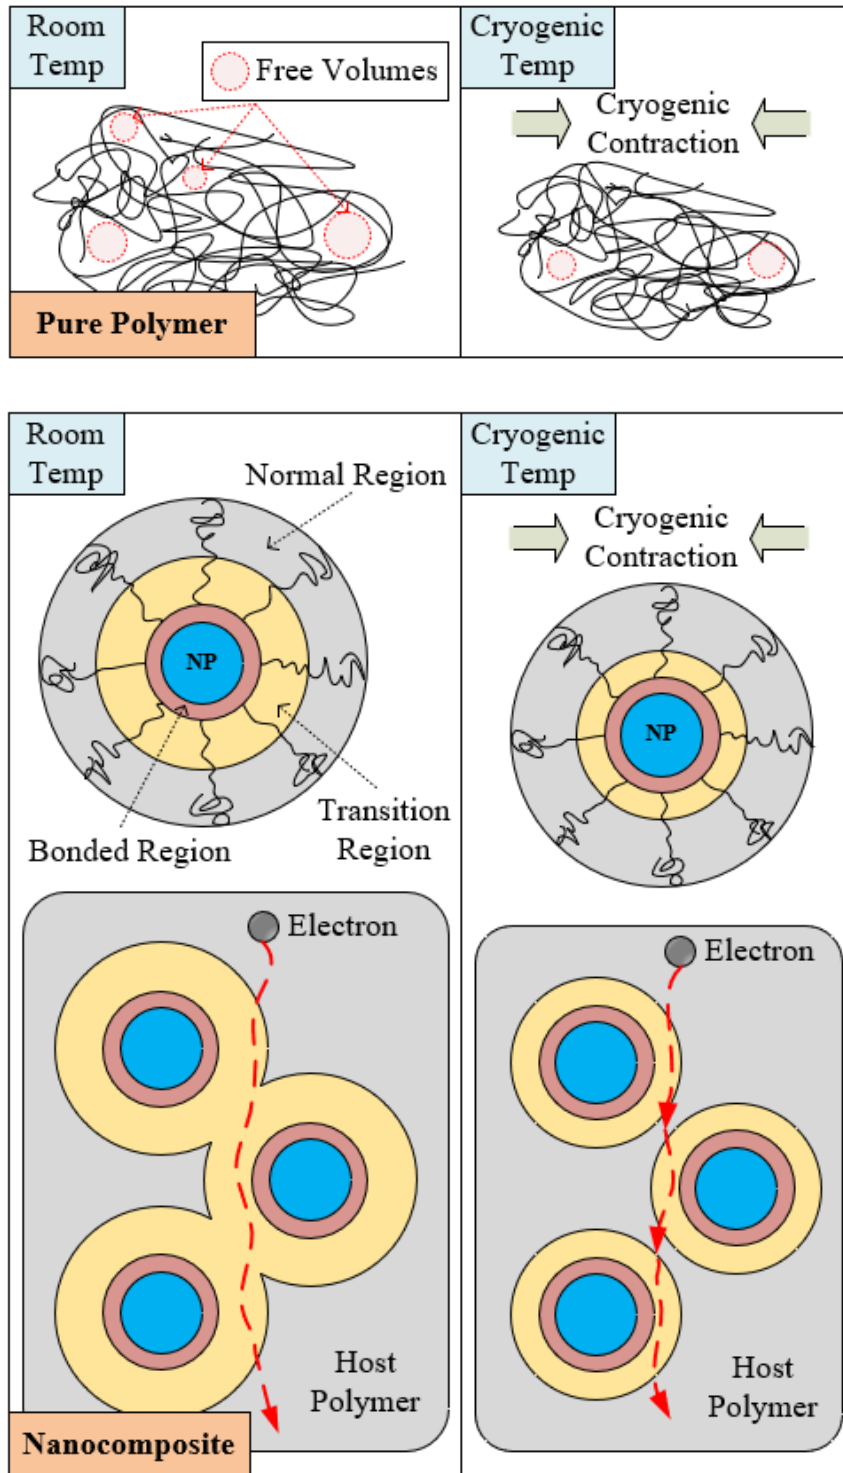 Room
Temp
Free Volumes
Cryogenic
Temp
Cryogenic
Contraction
Pure Polymer
Room
Temp
Normal Region
NP
Transition
Region
Bonded Region
Cryogenic
Temp
Cryogenic
Contraction
NP
Electron
Host
Polymer
Nanocomposite
Electron
Host
Polymer